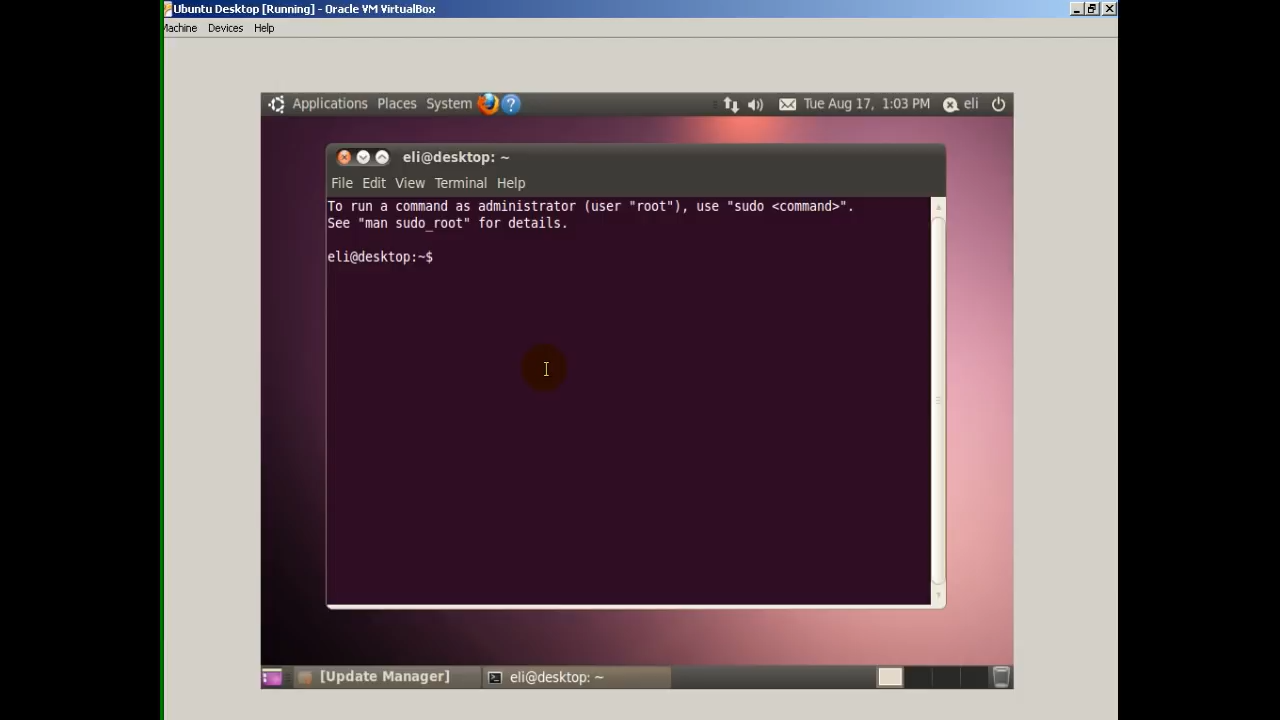 Ubuntu Desktop [Running] - Oracle VM VirtualBox
Machine Devices Help
Applications Places System ? Tue Aug 17, 1:03 PM eli
eli@desktop: ~
File Edit View Terminal Help
To run a command as administrator (user "root"), use "sudo <command>".
See "man sudo_root" for details.
eli@desktop:~$
[Update Manager] eli@desktop: ~